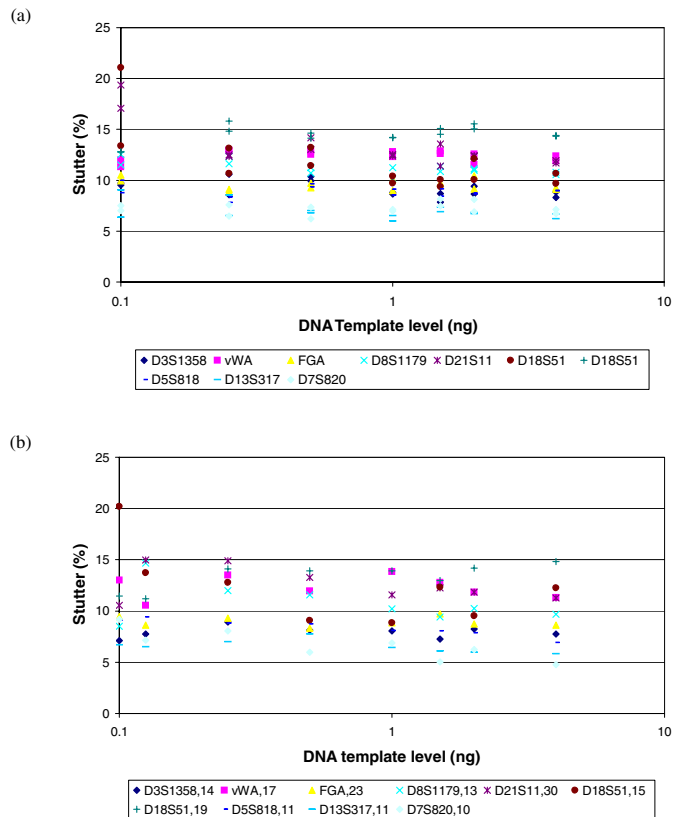 (a)
25
20
15
10
5
0
Stutter (%)
0.1 1 10
DNA Template level (ng)
D3S1358 vWA FGA D8S1179 D21S11 D18S51 D18S51
D5S818 D13S317 D7S820
(b)
25
20
15
10
5
0
Stutter (%)
0.1 1 10
DNA template level (ng)
D3S1358,14 vWA,17 FGA,23 D8S1179,13 D21S11,30 D18S51,15
D18S51,19 D5S818,11 D13S317,11 D7S820,10